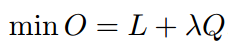 min O = L + λQ